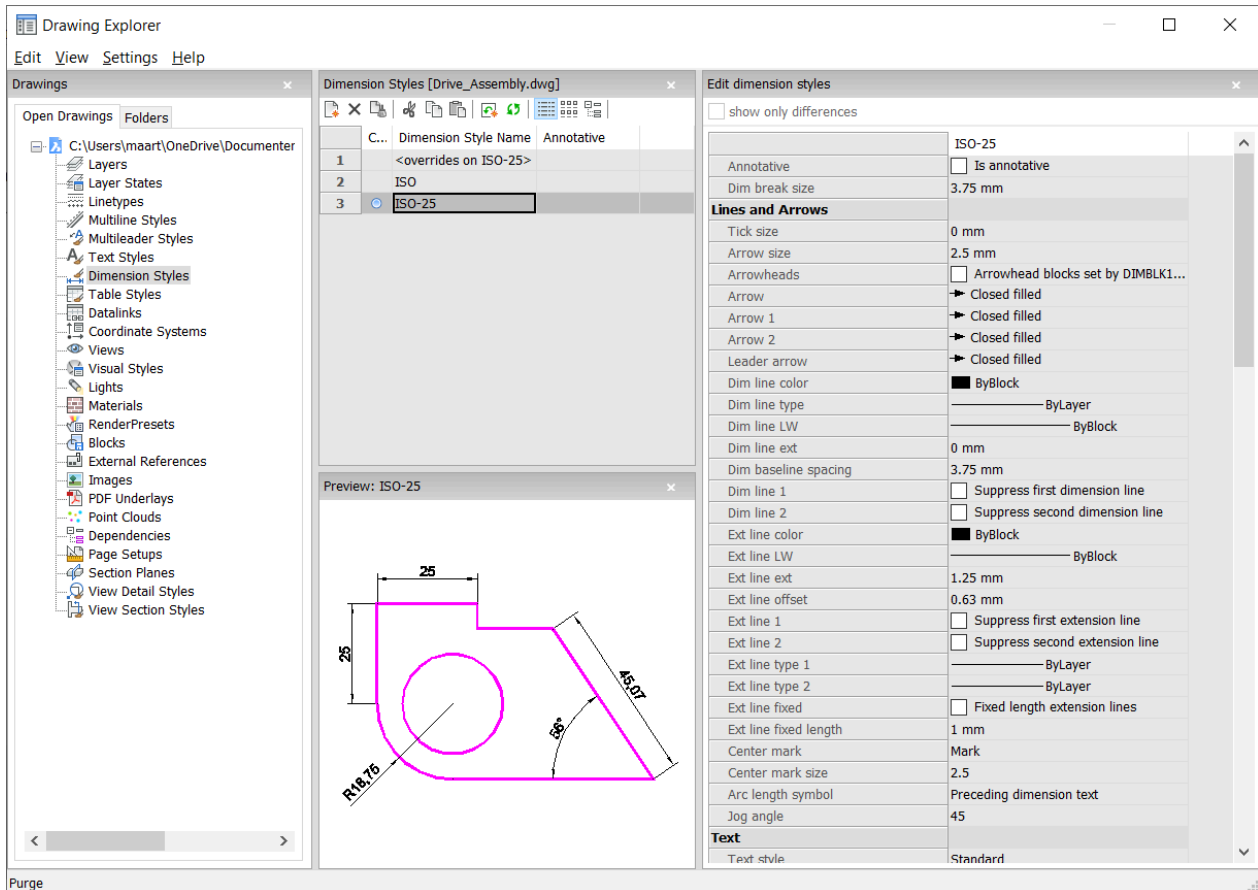 Drawing Explorer
Edit View Settings Help
Drawings
Open Drawings Folders
C:\Users\maart\OneDrive\Documenter
Layers
Layer States
Linetypes
Multiline Styles
Multileader Styles
Text Styles
Dimension Styles
Table Styles
Datalinks
Coordinate Systems
Views
Visual Styles
Lights
Materials
RenderPresets
Blocks
External References
Images
PDF Underlays
Point Clouds
Dependencies
Page Setups
Section Planes
View Detail Styles
View Section Styles
Dimension Styles [Drive_Assembly.dwg]
C... Dimension Style Name Annotative
1 <overrides on ISO-25>
2 ISO
3 ISO-25
Preview: ISO-25
25
25
45,07
56°
R18,75
Edit dimension styles
show only differences
ISO-25
Annotative Is annotative
Dim break size 3.75 mm
Lines and Arrows
Tick size 0 mm
Arrow size 2.5 mm
Arrowheads Arrowhead blocks set by DIMBLK1...
Arrow Closed filled
Arrow 1 Closed filled
Arrow 2 Closed filled
Leader arrow Closed filled
Dim line color ByBlock
Dim line type ByLayer
Dim line LW ByBlock
Dim line ext 0 mm
Dim baseline spacing 3.75 mm
Dim line 1 Suppress first dimension line
Dim line 2 Suppress second dimension line
Ext line color ByBlock
Ext line LW ByBlock
Ext line ext 1.25 mm
Ext line offset 0.63 mm
Ext line 1 Suppress first extension line
Ext line 2 Suppress second extension line
Ext line type 1 ByLayer
Ext line type 2 ByLayer
Ext line fixed Fixed length extension lines
Ext line fixed length 1 mm
Center mark Mark
Center mark size 2.5
Arc length symbol Preceding dimension text
Jog angle 45
Text
Text style Standard
Purge